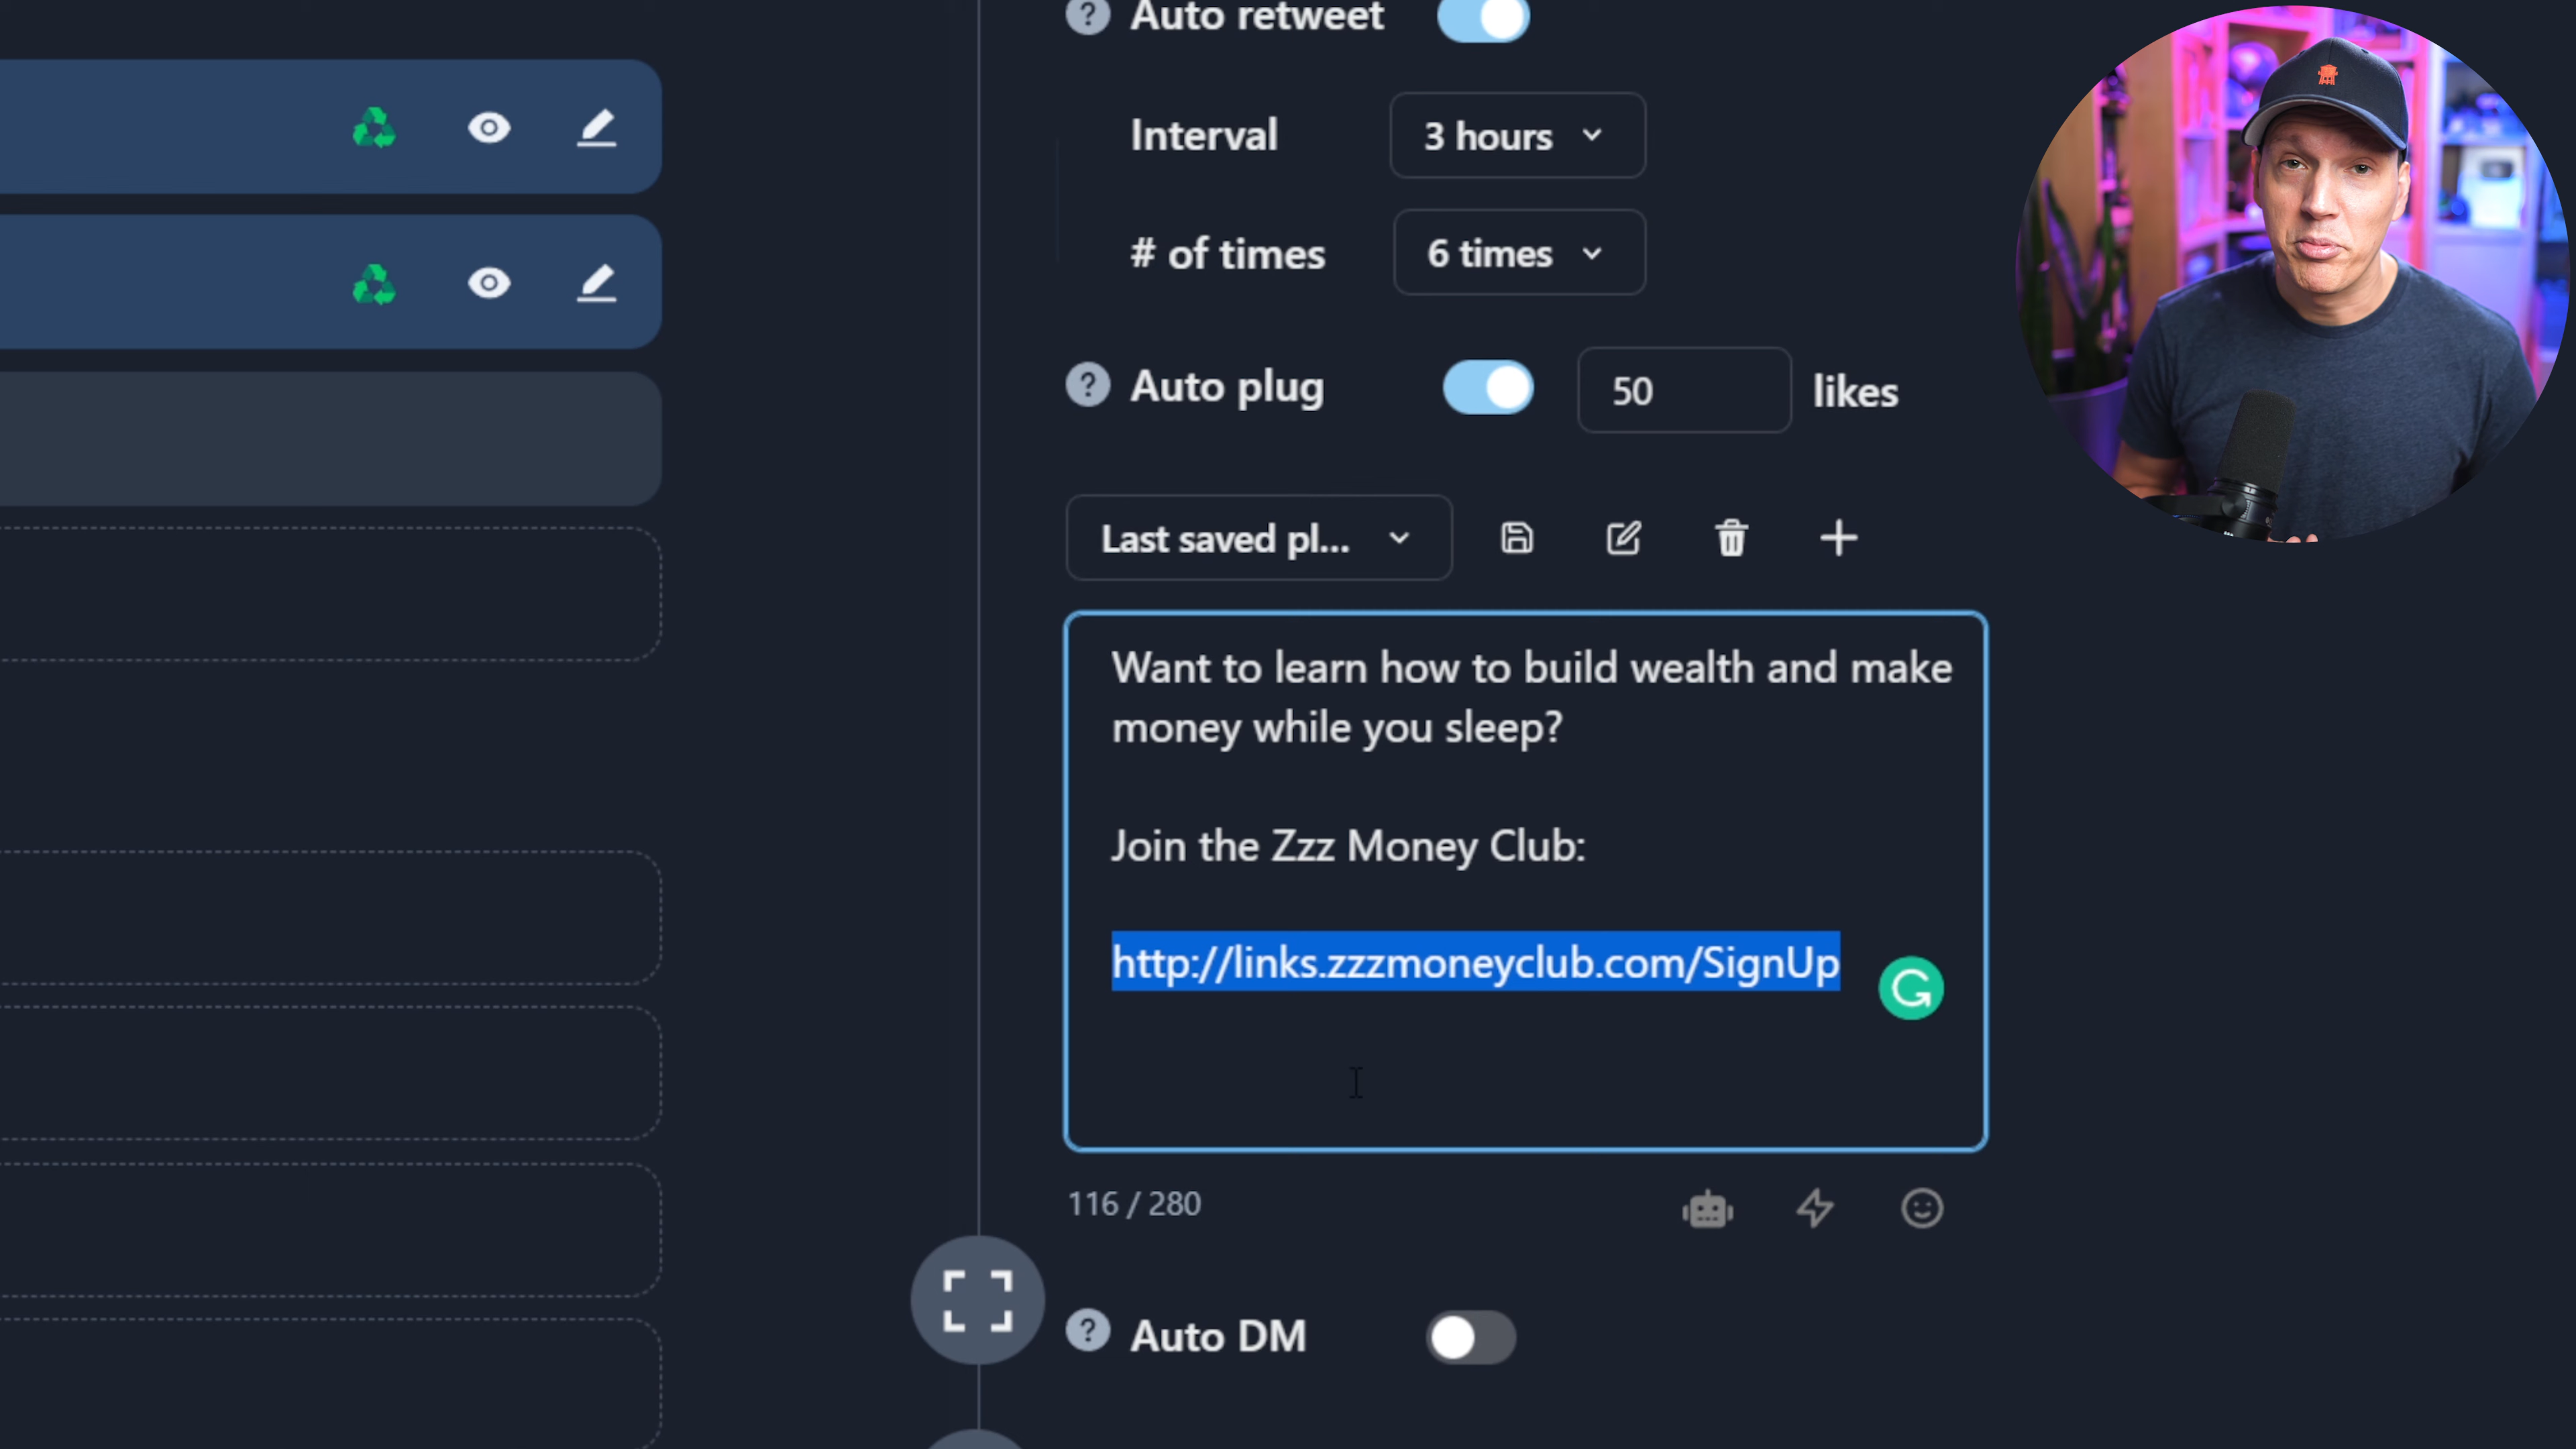 Auto retweet
Interval
3 hours
# of times
6 times
Auto plug
50
likes
Last saved pl...
Want to learn how to build wealth and make
money while you sleep?
Join the Zzz Money Club:
http://links.zzzmoneyclub.com/SignUp
116 / 280
Auto DM